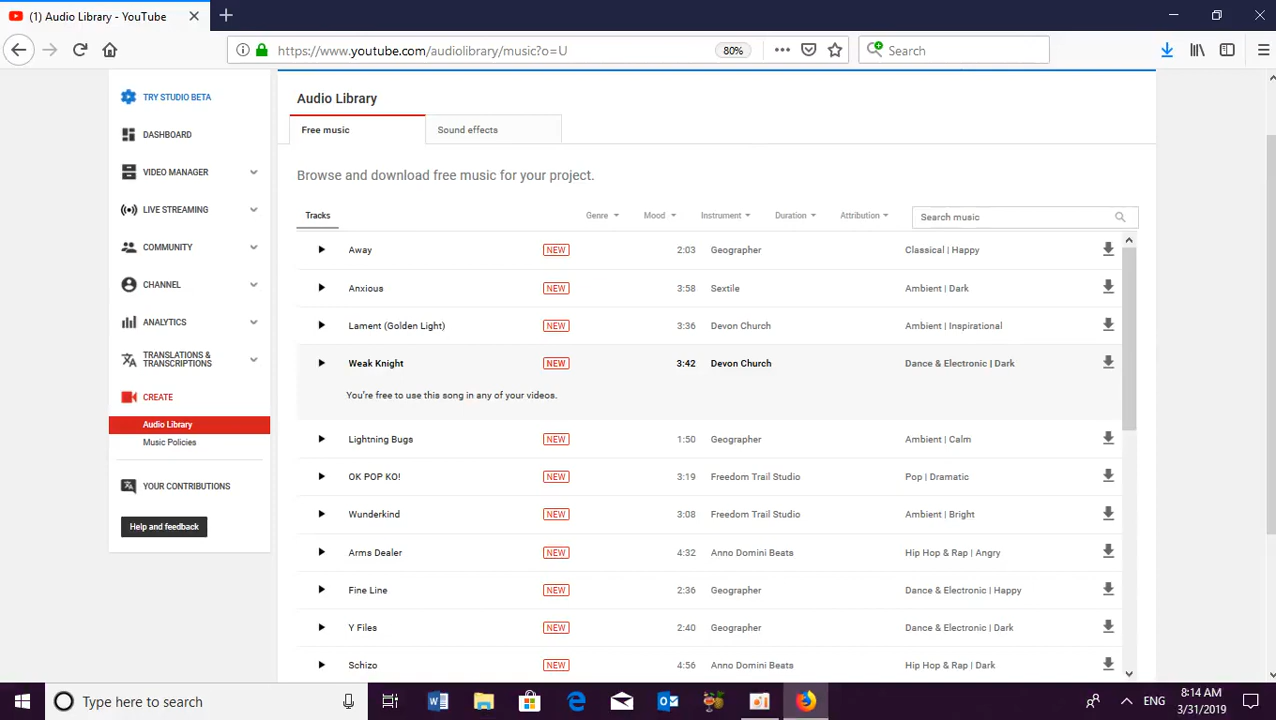 (1) Audio Library - YouTube
https://www.youtube.com/audiolibrary/music?o=U
80%
Search
TRY STUDIO BETA
DASHBOARD
VIDEO MANAGER
LIVE STREAMING
COMMUNITY
CHANNEL
ANALYTICS
TRANSLATIONS &
TRANSCRIPTIONS
CREATE
Audio Library
Music Policies
YOUR CONTRIBUTIONS
Help and feedback
Audio Library
Free music Sound effects
Browse and download free music for your project.
Tracks Genre Mood Instrument Duration Attribution Search music
Away NEW 2:03 Geographer Classical | Happy
Anxious NEW 3:58 Sextile Ambient | Dark
Lament (Golden Light) NEW 3:36 Devon Church Ambient | Inspirational
Weak Knight NEW 3:42 Devon Church Dance & Electronic | Dark
You're free to use this song in any of your videos.
Lightning Bugs NEW 1:50 Geographer Ambient | Calm
OK POP KO! NEW 3:19 Freedom Trail Studio Pop | Dramatic
Wunderkind NEW 3:08 Freedom Trail Studio Ambient | Bright
Arms Dealer NEW 4:32 Anno Domini Beats Hip Hop & Rap | Angry
Fine Line NEW 2:36 Geographer Dance & Electronic | Happy
Y Files NEW 2:40 Geographer Dance & Electronic | Dark
Schizo NEW 4:56 Anno Domini Beats Hip Hop & Rap | Dark
Type here to search
ENG
8:14 AM
3/31/2019